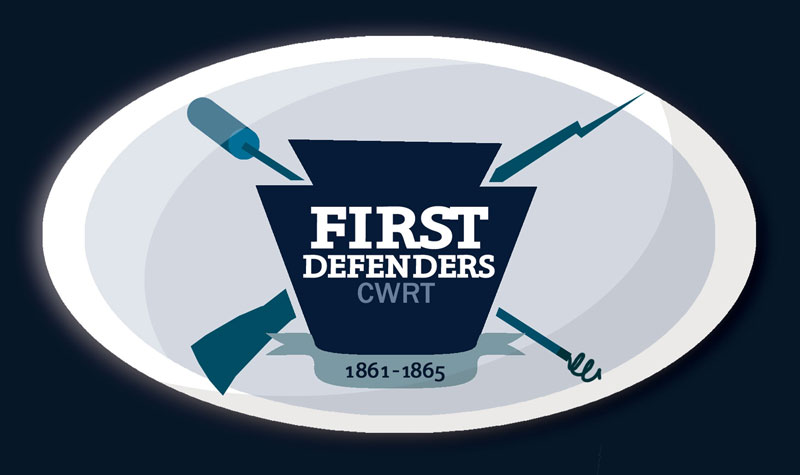 FIRST
DEFENDERS
CWRT
1861-1865